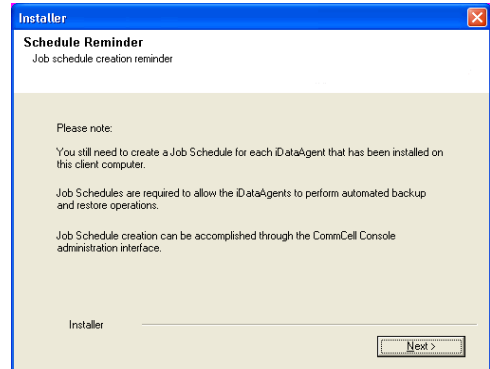 Installer
Schedule Reminder
Job schedule creation reminder
Please note:
You still need to create a Job Schedule for each iDataAgent that has been installed on
this client computer.
Job Schedules are required to allow the iDataAgents to perform automated backup
and restore operations.
Job Schedule creation can be accomplished through the CommCell Console
administration interface.
Installer
Next >